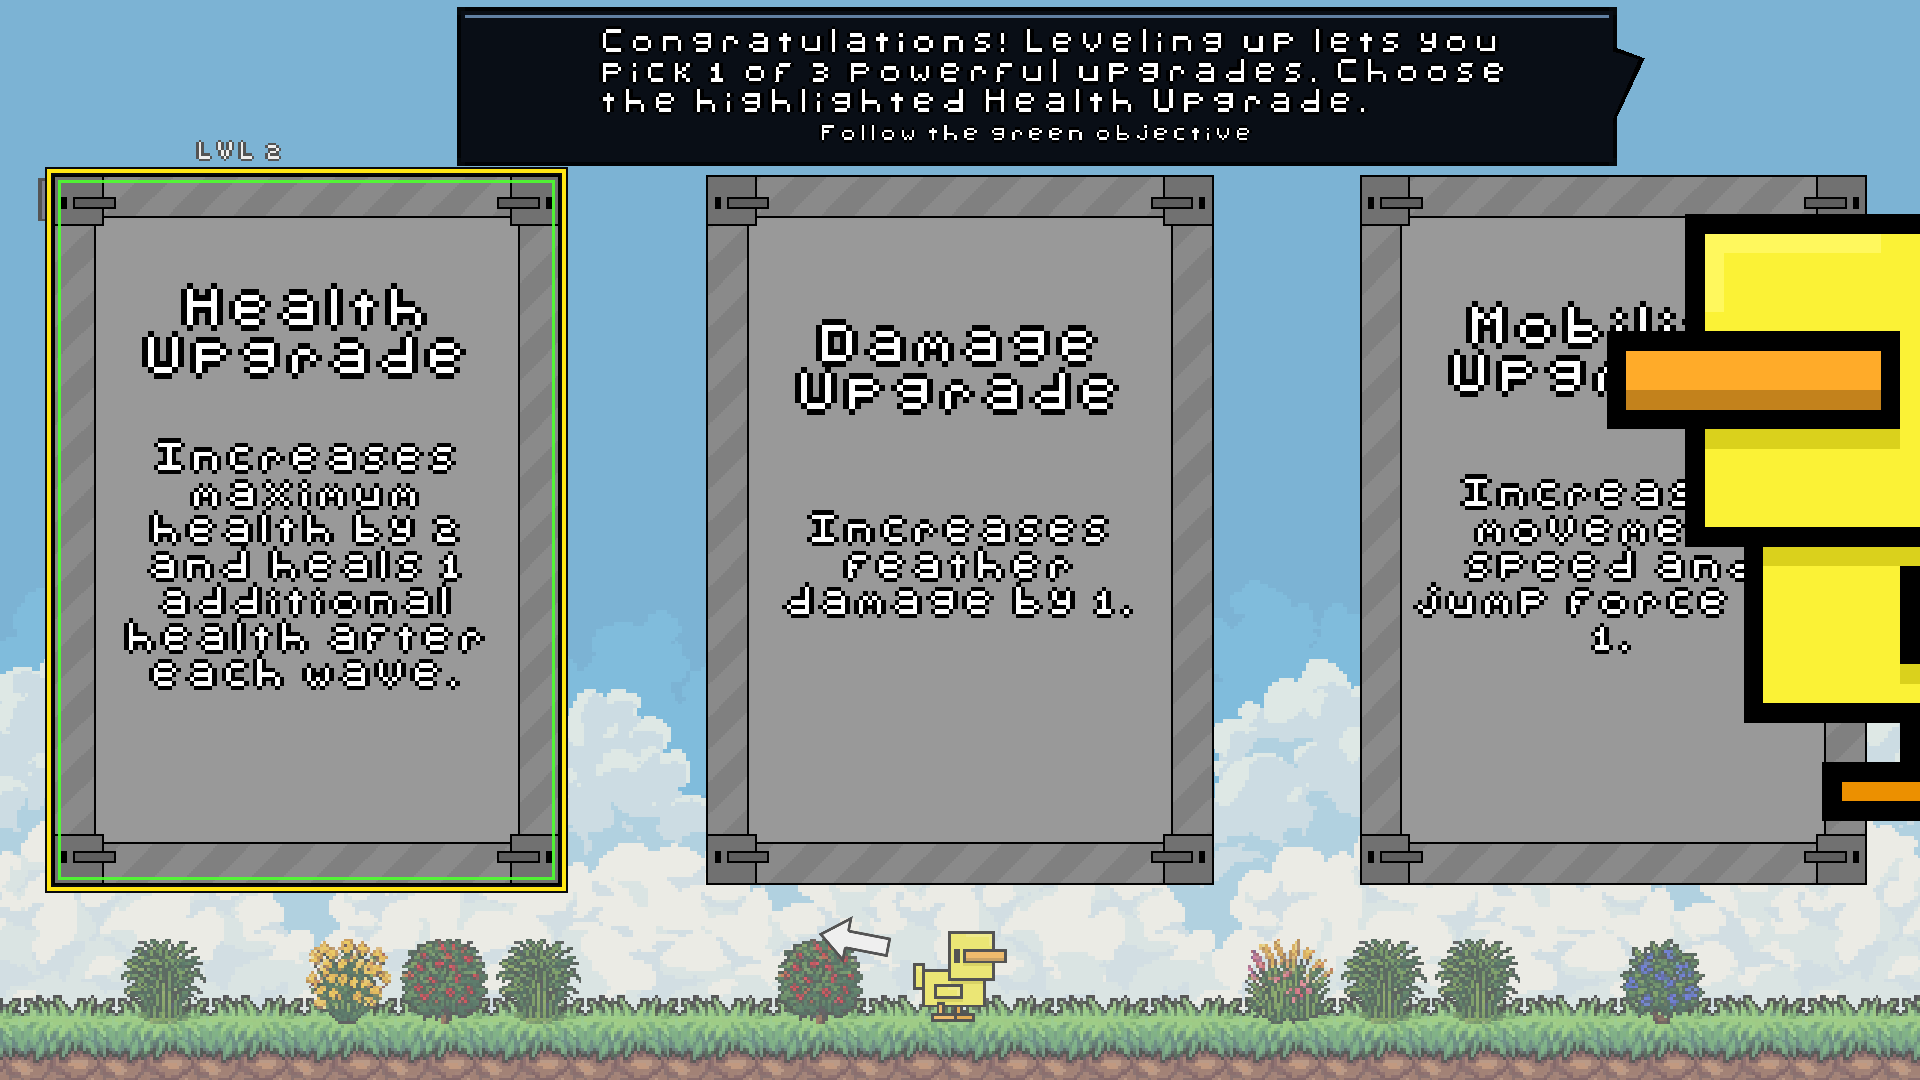 Congratulations! Leveling up lets you
pick 1 of 3 powerful upgrades. Choose
the highlighted Health Upgrade.
Follow the green objective
LVL 2
Health
Upgrade
Increases
maximum
health by 2
and heals 1
additional
health after
each wave.
Damage
Upgrade
Increases
feather
damage by 1.
speed and
jump force
1.